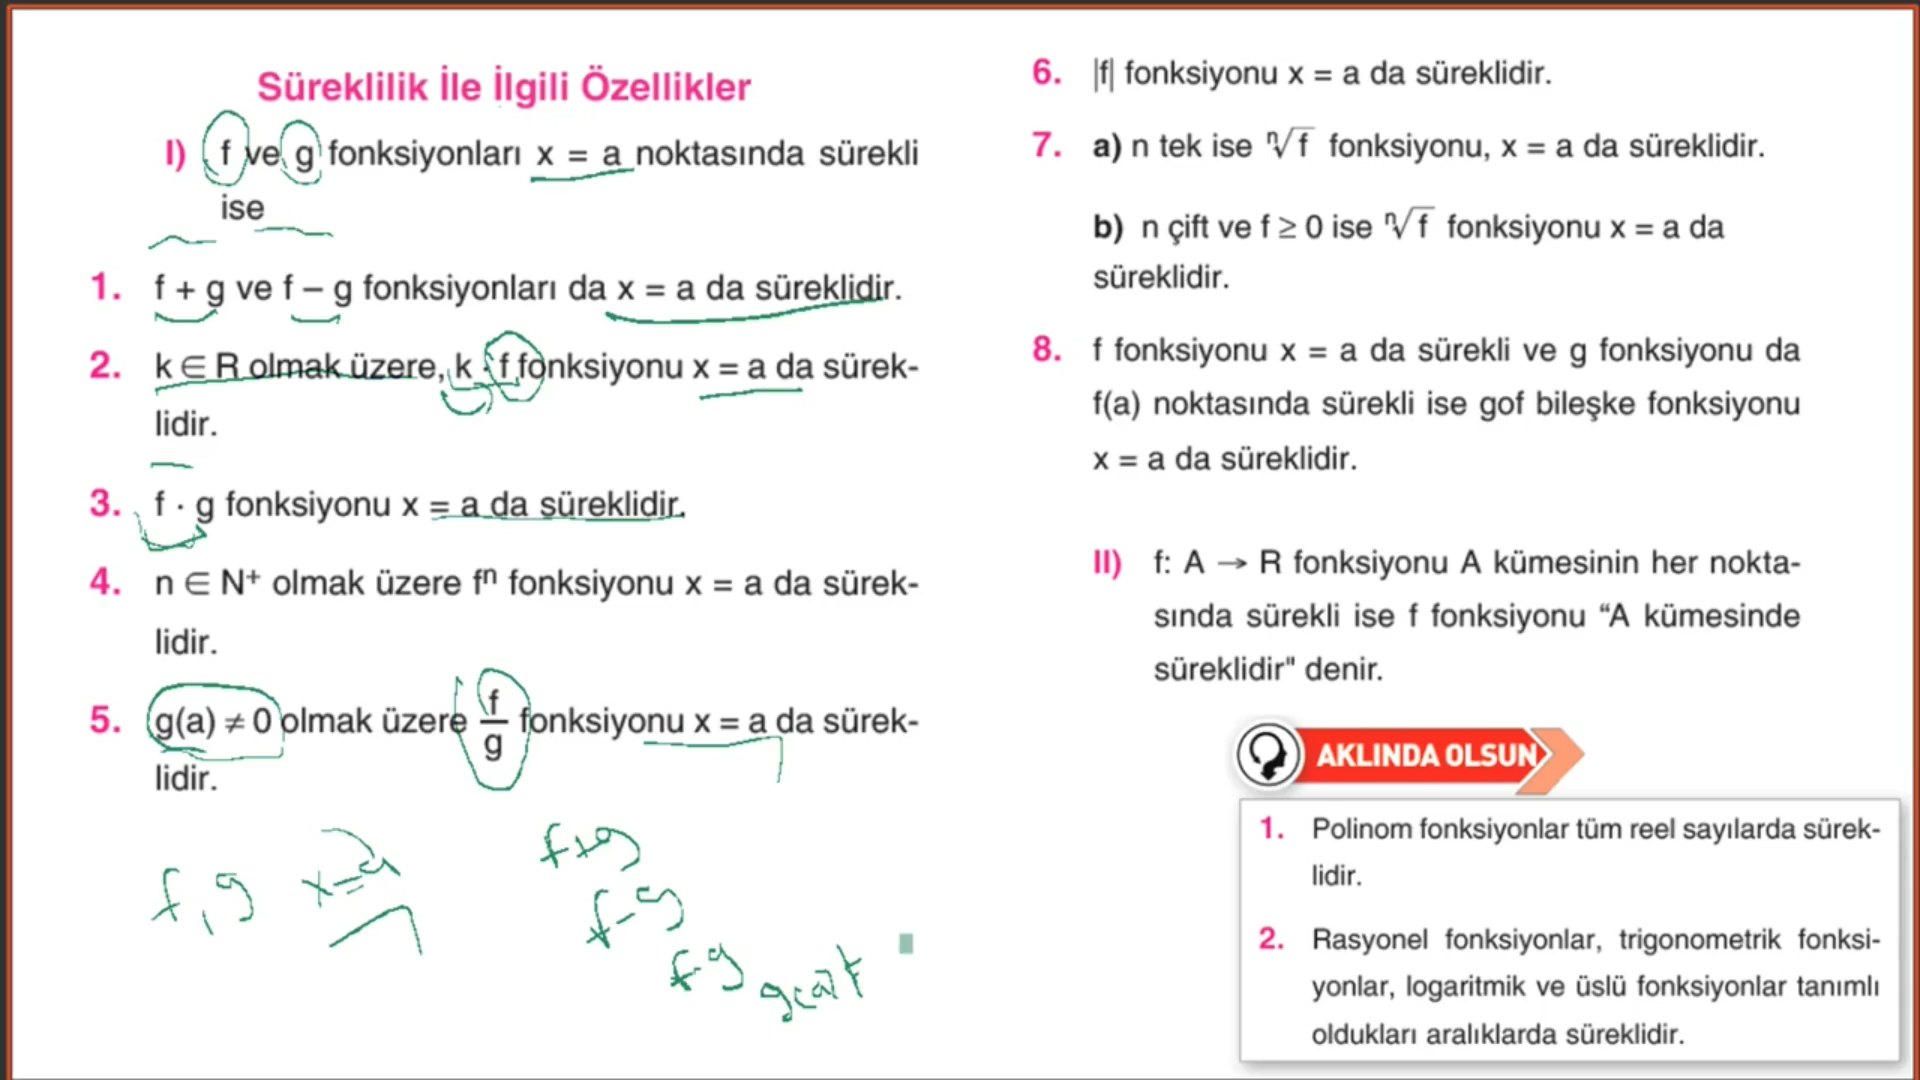 Süreklilik İle İlgili Özellikler
I) f ve g fonksiyonları x = a noktasında sürekli
ise
1. f + g ve f – g fonksiyonları da x = a da süreklidir.
2. k ∈ R olmak üzere, k · f fonksiyonu x = a da sürek-
lidir.
3. f · g fonksiyonu x = a da süreklidir.
4. n ∈ N⁺ olmak üzere fⁿ fonksiyonu x = a da sürek-
lidir.
5. g(a) ≠ 0 olmak üzere f/g fonksiyonu x = a da sürek-
lidir.
f, g x=a
f+g
f-g
f·g
6. |f| fonksiyonu x = a da süreklidir.
7. a) n tek ise ⁿ√f fonksiyonu, x = a da süreklidir.
b) n çift ve f ≥ 0 ise ⁿ√f fonksiyonu x = a da
süreklidir.
8. f fonksiyonu x = a da sürekli ve g fonksiyonu da
f(a) noktasında sürekli ise gof bileşke fonksiyonu
x = a da süreklidir.
II) f: A → R fonksiyonu A kümesinin her nokta-
sında sürekli ise f fonksiyonu “A kümesinde
süreklidir" denir.
AKLINDA OLSUN
1. Polinom fonksiyonlar tüm reel sayılarda sürek-
lidir.
2. Rasyonel fonksiyonlar, trigonometrik fonksi-
yonlar, logaritmik ve üslü fonksiyonlar tanımlı
oldukları aralıklarda süreklidir.